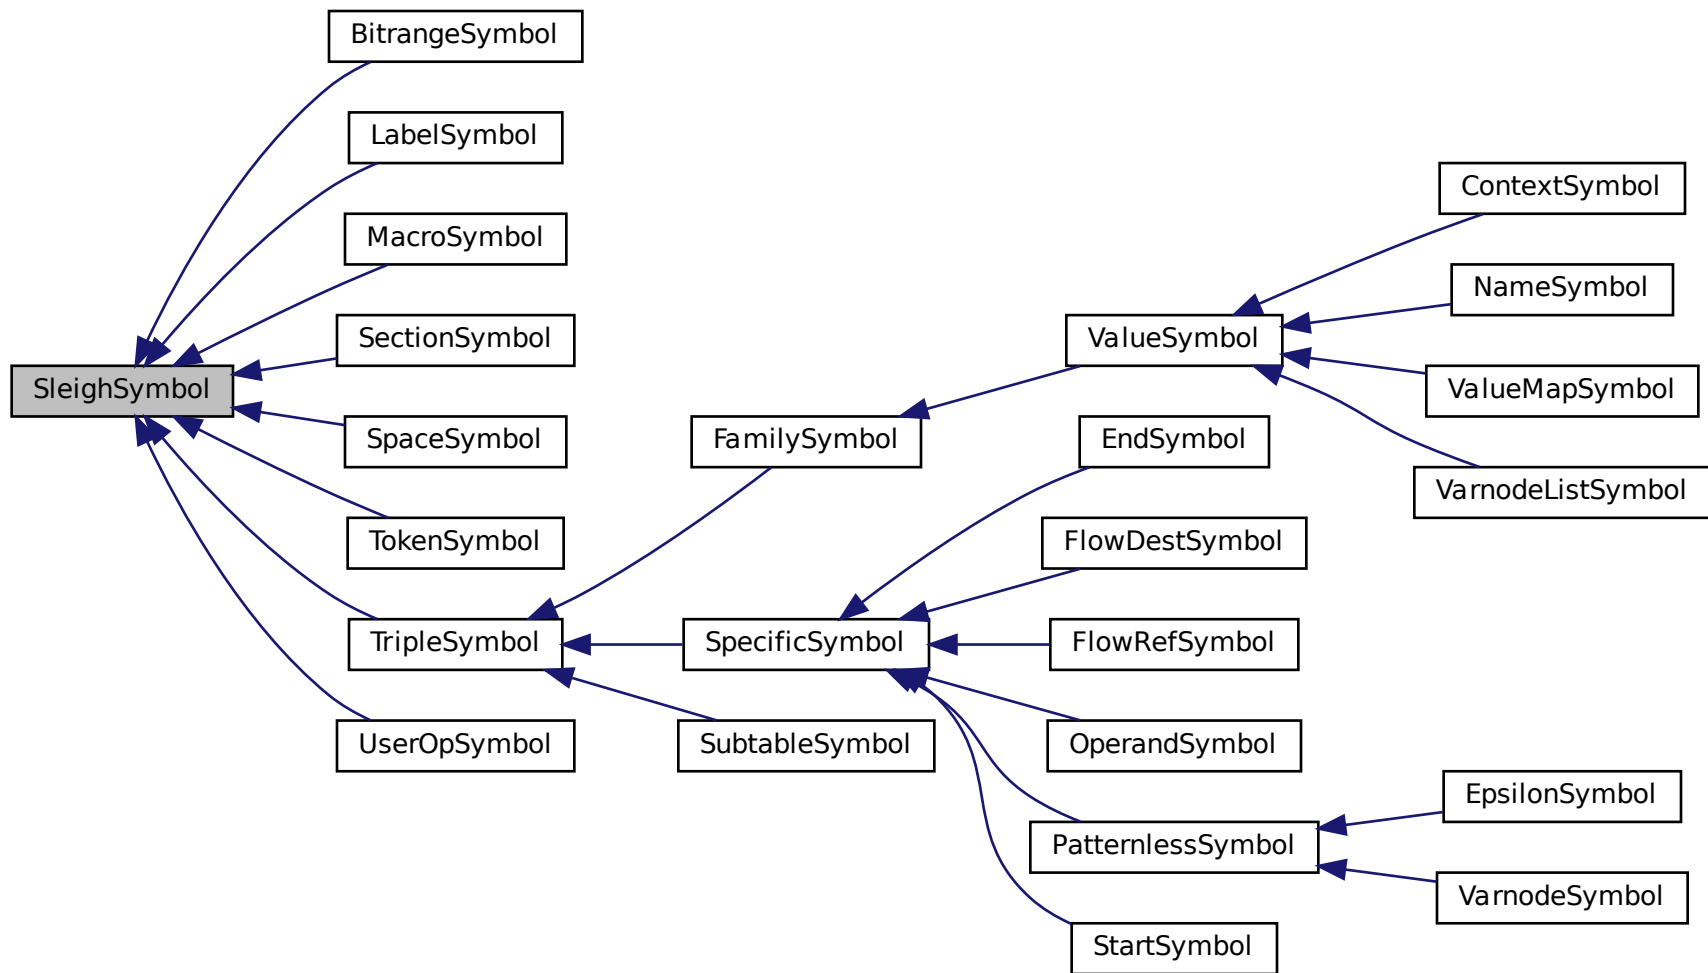 BitrangeSymbol
LabelSymbol
MacroSymbol
SectionSymbol
SleighSymbol
SpaceSymbol
TokenSymbol
TripleSymbol
UserOpSymbol
FamilySymbol
SpecificSymbol
SubtableSymbol
ValueSymbol
EndSymbol
FlowDestSymbol
FlowRefSymbol
OperandSymbol
PatternlessSymbol
StartSymbol
ContextSymbol
NameSymbol
ValueMapSymbol
VarnodeListSymbol
EpsilonSymbol
VarnodeSymbol